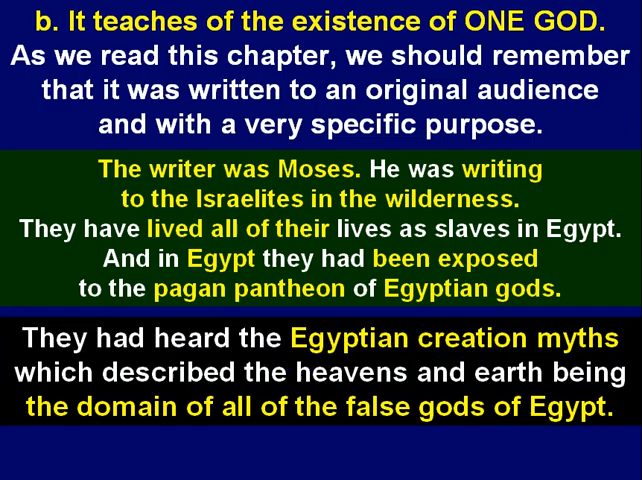 b. It teaches of the existence of ONE GOD.
As we read this chapter, we should remember
that it was written to an original audience
and with a very specific purpose.
The writer was Moses. He was writing
to the Israelites in the wilderness.
They have lived all of their lives as slaves in Egypt.
And in Egypt they had been exposed
to the pagan pantheon of Egyptian gods.
They had heard the Egyptian creation myths
which described the heavens and earth being
the domain of all of the false gods of Egypt.